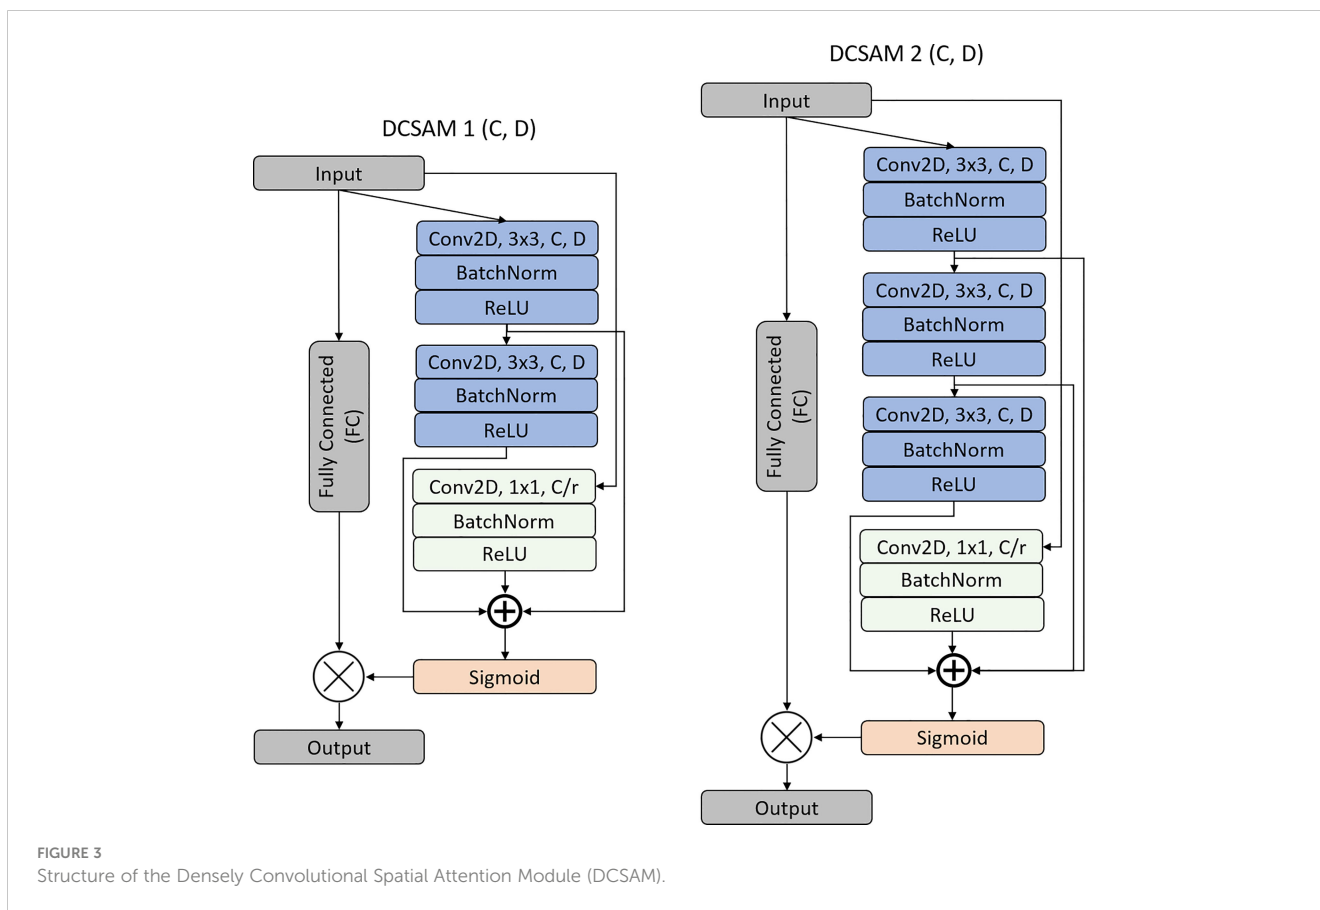 DCSAM 1 (C, D)
Input
Conv2D, 3x3, C, D
BatchNorm
ReLU
Conv2D, 3x3, C, D
BatchNorm
ReLU
Fully Connected
(FC)
Conv2D, 1x1, C/r
BatchNorm
ReLU
Sigmoid
Output
DCSAM 2 (C, D)
Input
Conv2D, 3x3, C, D
BatchNorm
ReLU
Conv2D, 3x3, C, D
BatchNorm
ReLU
Fully Connected
(FC)
Conv2D, 3x3, C, D
BatchNorm
ReLU
Conv2D, 1x1, C/r
BatchNorm
ReLU
Sigmoid
Output
FIGURE 3
Structure of the Densely Convolutional Spatial Attention Module (DCSAM).